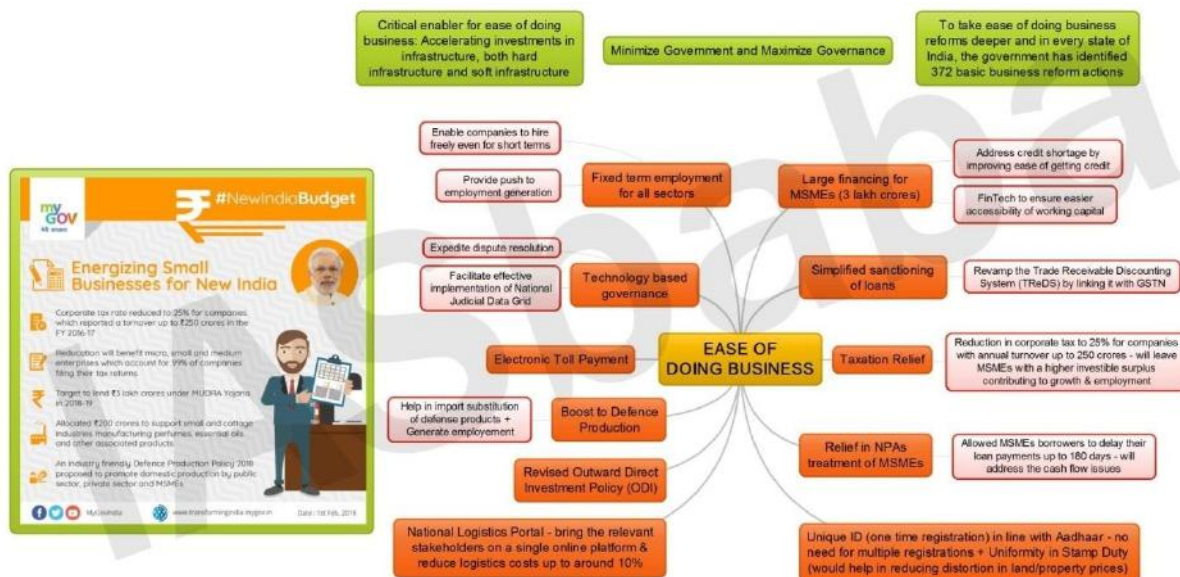 Critical enabler for ease of doing
business: Accelerating investments in
infrastructure, both hard
infrastructure and soft infrastructure
Minimize Government and Maximize Governance
To take ease of doing business
reforms deeper and in every state of
India, the government has identified
372 basic business reform actions
my
GOV
मेरी सरकार
#NewIndiaBudget
Energizing Small
Businesses for New India
Corporate tax rate reduced to 25% for companies
which reported a turnover up to ₹250 crores in the
FY 2016-17
Reducation will benefit micro, small and medium
enterprises which account for 99% of companies
filing their tax returns
Target to lend ₹3 lakh crores under MUDRA Yojana
in 2018-19
Allocated ₹200 crores to support small and cottage
industries manufacturing perfumes, essential oils
and other associated products
An industry friendly Defence Production Policy 2018
proposed to promote domestic production by public
sector, private sector and MSMEs
MyGovIndia
www.transformingindia.mygov.in
Date : 1st Feb, 2018
Enable companies to hire
freely even for short terms
Provide push to
employment generation
Fixed term employment
for all sectors
Expedite dispute resolution
Facilitate effective
implementation of National
Judicial Data Grid
Technology based
governance
Electronic Toll Payment
Help in import substitution
of defense products +
Generate employement
Boost to Defence
Production
Revised Outward Direct
Investment Policy (ODI)
National Logistics Portal - bring the relevant
stakeholders on a single online platform &
reduce logistics costs up to around 10%
EASE OF
DOING BUSINESS
Large financing for
MSMEs (3 lakh crores)
Address credit shortage by
improving ease of getting credit
FinTech to ensure easier
accessibility of working capital
Simplified sanctioning
of loans
Revamp the Trade Receivable Discounting
System (TReDS) by linking it with GSTN
Taxation Relief
Reduction in corporate tax to 25% for companies
with annual turnover up to 250 crores - will leave
MSMEs with a higher investible surplus
contributing to growth & employment
Relief in NPAs
treatment of MSMEs
Allowed MSMEs borrowers to delay their
loan payments up to 180 days - will
address the cash flow issues
Unique ID (one time registration) in line with Aadhaar - no
need for multiple registrations + Uniformity in Stamp Duty
(would help in reducing distortion in land/property prices)
IASbaba